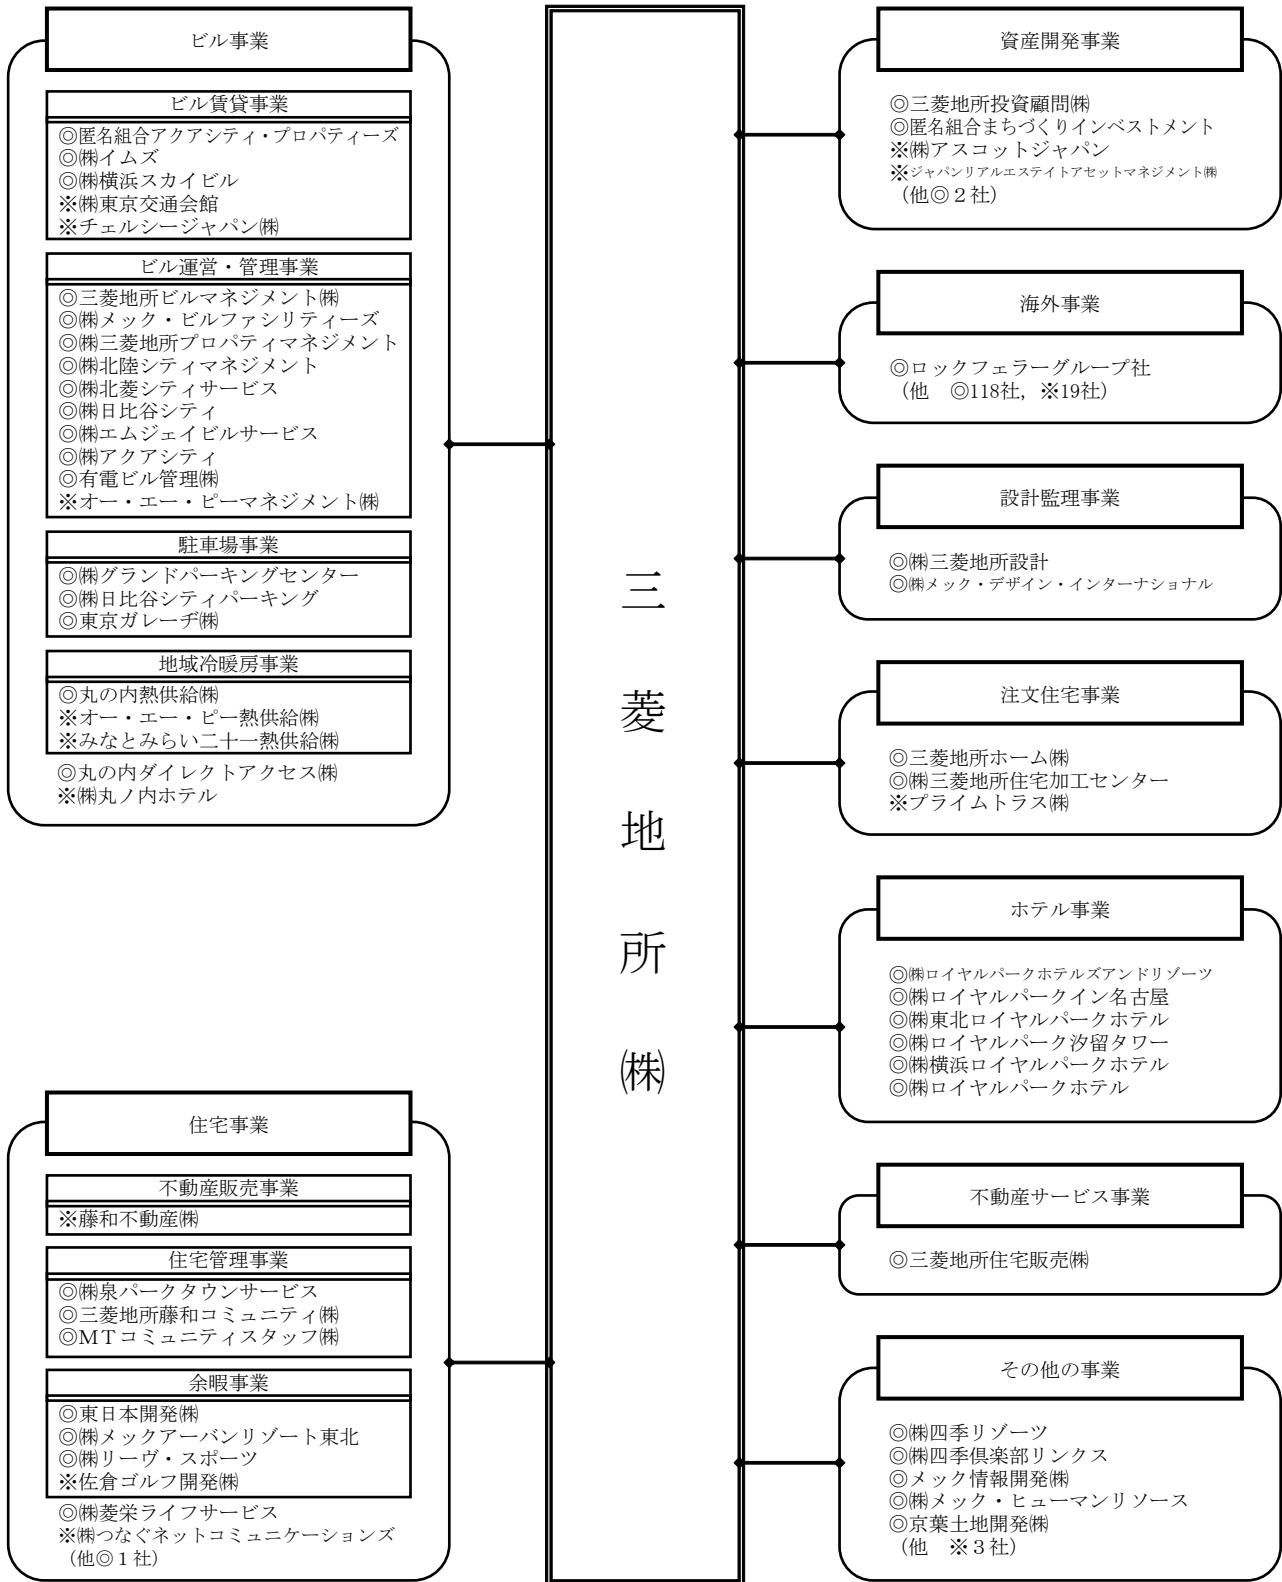 ビル事業
ビル賃貸事業
◎匿名組合アクアシティ・プロパティーズ
◎㈱イムズ
◎㈱横浜スカイビル
※㈱東京交通会館
※チェルシージャパン㈱
ビル運営・管理事業
◎三菱地所ビルマネジメント㈱
◎㈱メック・ビルファシリティーズ
◎㈱三菱地所プロパティマネジメント
◎㈱北陸シティマネジメント
◎㈱北菱シティサービス
◎㈱日比谷シティ
◎㈱エムジェイビルサービス
◎㈱アクアシティ
◎有電ビル管理㈱
※オー・エー・ピーマネジメント㈱
駐車場事業
◎㈱グランドパーキングセンター
◎㈱日比谷シティパーキング
◎東京ガレーヂ㈱
地域冷暖房事業
◎丸の内熱供給㈱
※オー・エー・ピー熱供給㈱
※みなとみらい二十一熱供給㈱
◎丸の内ダイレクトアクセス㈱
※㈱丸ノ内ホテル
住宅事業
不動産販売事業
※藤和不動産㈱
住宅管理事業
◎㈱泉パークタウンサービス
◎三菱地所藤和コミュニティ㈱
◎ＭＴコミュニティスタッフ㈱
余暇事業
◎東日本開発㈱
◎㈱メックアーバンリゾート東北
◎㈱リーヴ・スポーツ
※佐倉ゴルフ開発㈱
◎㈱菱栄ライフサービス
※㈱つなぐネットコミュニケーションズ
（他◎１社）
三菱地所㈱
資産開発事業
◎三菱地所投資顧問㈱
◎匿名組合まちづくりインベストメント
※㈱アスコットジャパン
※ジャパンリアルエステイトアセットマネジメント㈱
（他◎２社）
海外事業
◎ロックフェラーグループ社
（他　◎118社，※19社）
設計監理事業
◎㈱三菱地所設計
◎㈱メック・デザイン・インターナショナル
注文住宅事業
◎三菱地所ホーム㈱
◎㈱三菱地所住宅加工センター
※プライムトラス㈱
ホテル事業
◎㈱ロイヤルパークホテルズアンドリゾーツ
◎㈱ロイヤルパークイン名古屋
◎㈱東北ロイヤルパークホテル
◎㈱ロイヤルパーク汐留タワー
◎㈱横浜ロイヤルパークホテル
◎㈱ロイヤルパークホテル
不動産サービス事業
◎三菱地所住宅販売㈱
その他の事業
◎㈱四季リゾーツ
◎㈱四季倶楽部リンクス
◎メック情報開発㈱
◎㈱メック・ヒューマンリソース
◎京葉土地開発㈱
（他　※３社）